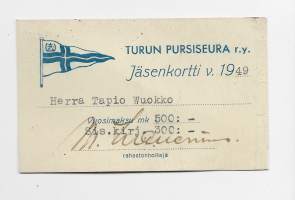 TURUN PURSISEURA r.y.
Jäsenkortti v. 1949
Herra Tapio Wuokko
Vuosimaksu mk 500: -
Sis.kirj. 300: -
M.
rahastonhoitaja